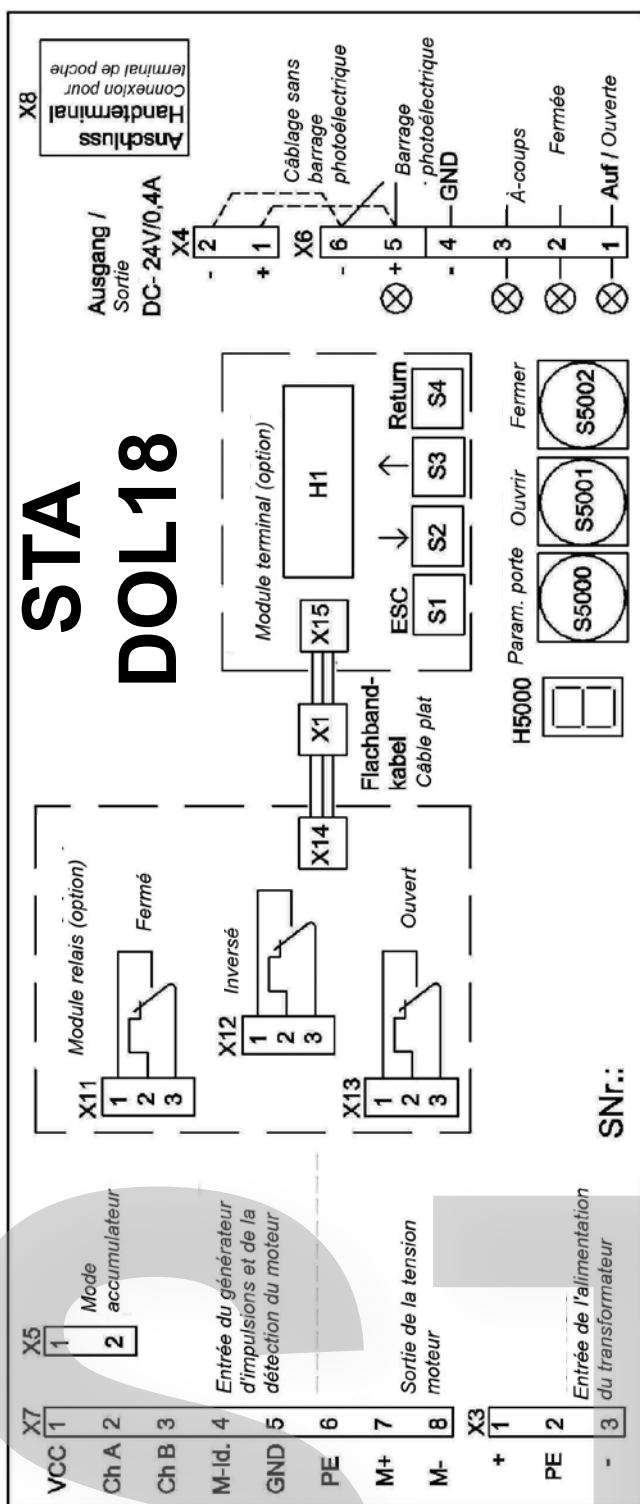 STA
DOL18
X7
VCC 1
Ch A 2
Ch B 3
M-Id. 4
GND 5
PE 6
M+ 7
M- 8
Entrée du générateur
d'impulsions et de la
détection du moteur
Sortie de la tension
moteur
X5
1
2
Mode
accumulateur
X3
+ 1
PE 2
- 3
Entrée de l'alimentation
du transformateur
Module relais (option)
X11
1
2
3
Fermé
X12
1
2
3
Inversé
X13
1
2
3
Ouvert
SNr.:
X14
X1
X15
Flachband-
kabel
Câble plat
Module terminal (option)
H1
ESC ↓ ↑ Return
S1 S2 S3 S4
H5000
Param. porte Ouvrir Fermer
S5000 S5001 S5002
Ausgang /
Sortie
DC- 24V/0,4A
X4
- 2
+ 1
X6
- 6
+ 5
- 4
3
2
1
Câblage sans
barrage
photoélectrique
Barrage
photoélectrique
GND
À-coups
Fermée
Auf / Ouverte
X8
Anschluss
Handterminal
Connexion pour
terminal de poche